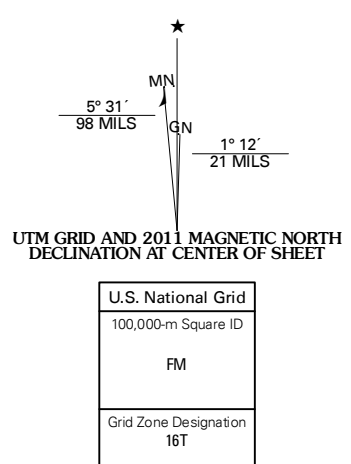 ★
MN
5° 31´
98 MILS
GN
1° 12´
21 MILS
UTM GRID AND 2011 MAGNETIC NORTH
DECLINATION AT CENTER OF SHEET
U.S. National Grid
100,000-m Square ID
FM
Grid Zone Designation
16T